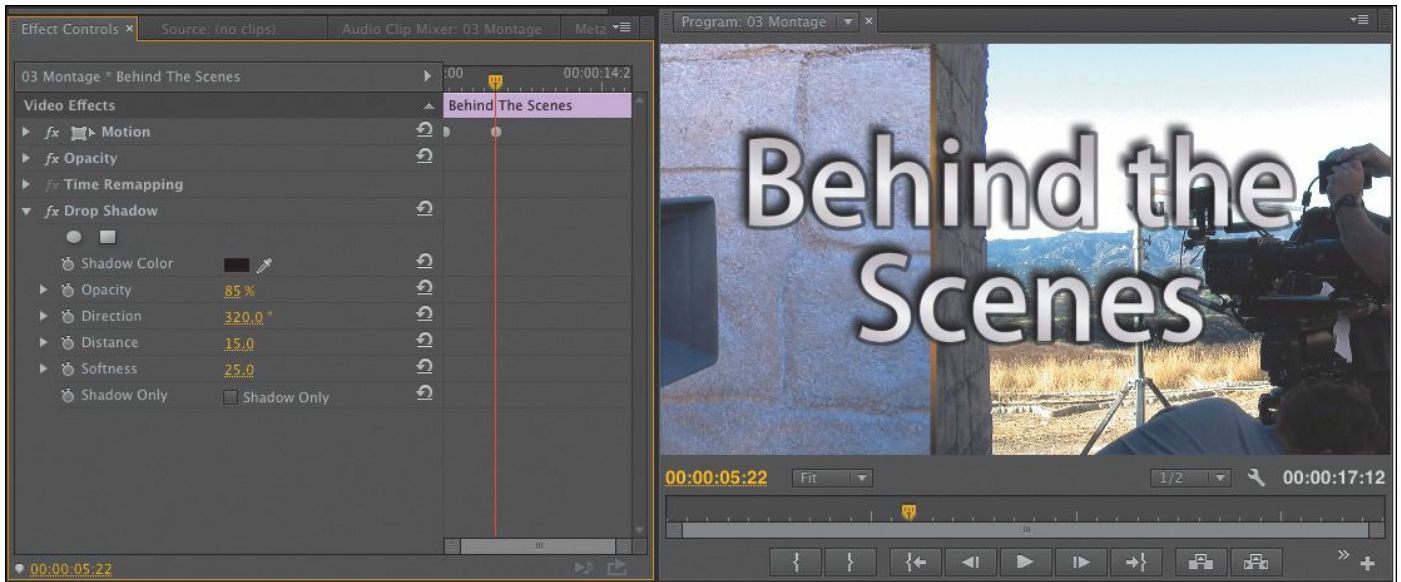 Effect Controls × Source: (no clips) Audio Clip Mixer: 03 Montage Meta
03 Montage * Behind The Scenes
:00 00:00:14:2
Video Effects
Behind The Scenes
fx Motion
fx Opacity
fx Time Remapping
fx Drop Shadow
Shadow Color
Opacity 85 %
Direction 320.0 °
Distance 15.0
Softness 25.0
Shadow Only Shadow Only
00:00:05:22
Program: 03 Montage ×
Behind the
Scenes
00:00:05:22 Fit 1/2 00:00:17:12